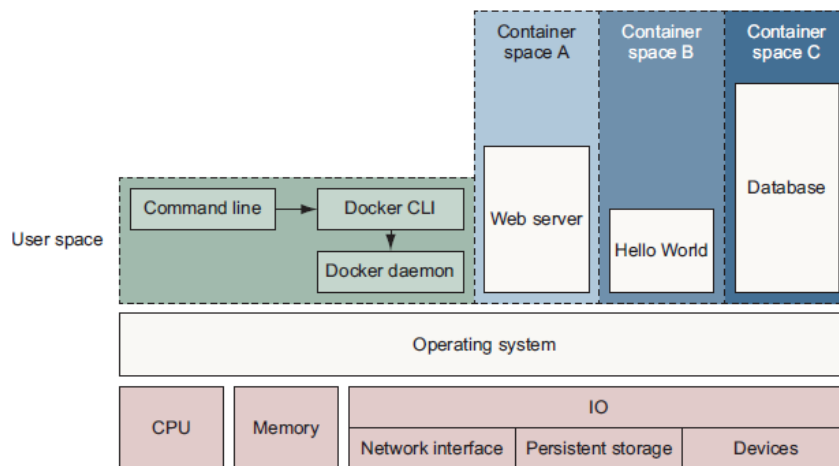 Container
space A
Container
space B
Container
space C
Command line
Docker CLI
Docker daemon
User space
Web server
Hello World
Database
Operating system
CPU
Memory
IO
Network interface
Persistent storage
Devices